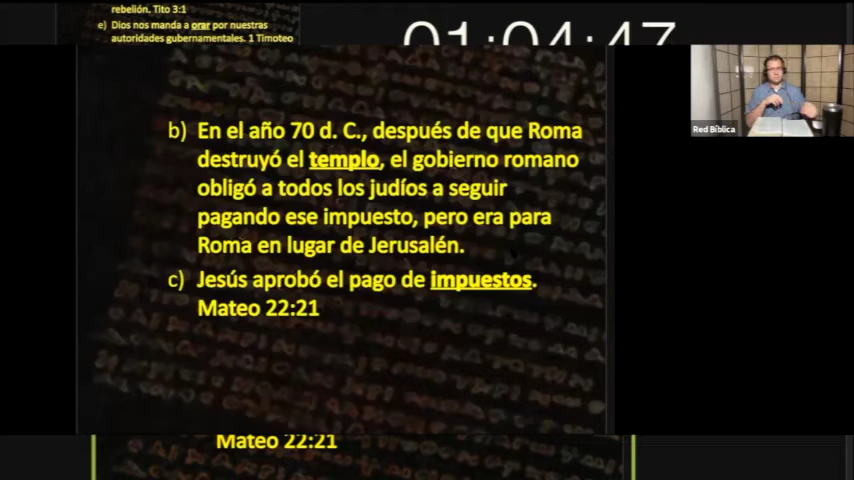 rebelión. Tito 3:1
e) Dios nos manda a orar por nuestras
autoridades gubernamentales. 1 Timoteo
01:04:47
Red Bíblica
b) En el año 70 d. C., después de que Roma
destruyó el templo, el gobierno romano
obligó a todos los judíos a seguir
pagando ese impuesto, pero era para
Roma en lugar de Jerusalén.
c) Jesús aprobó el pago de impuestos.
Mateo 22:21
Mateo 22:21